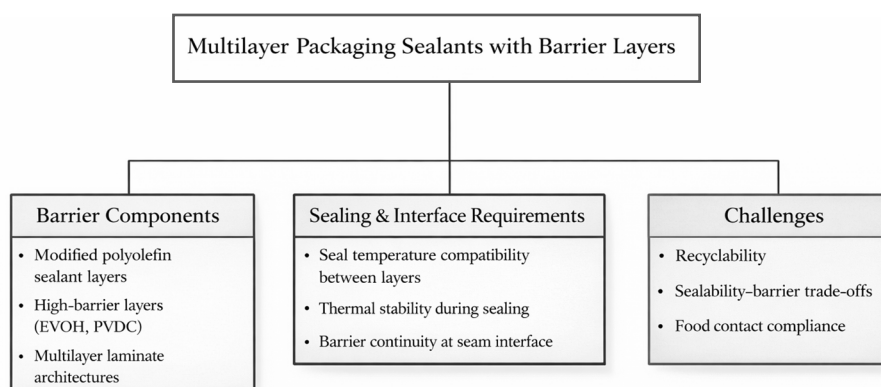 Multilayer Packaging Sealants with Barrier Layers
Barrier Components
• Modified polyolefin
sealant layers
• High-barrier layers
(EVOH, PVDC)
• Multilayer laminate
architectures
Sealing & Interface Requirements
• Seal temperature compatibility
between layers
• Thermal stability during sealing
• Barrier continuity at seam interface
Challenges
• Recyclability
• Sealability–barrier trade-offs
• Food contact compliance